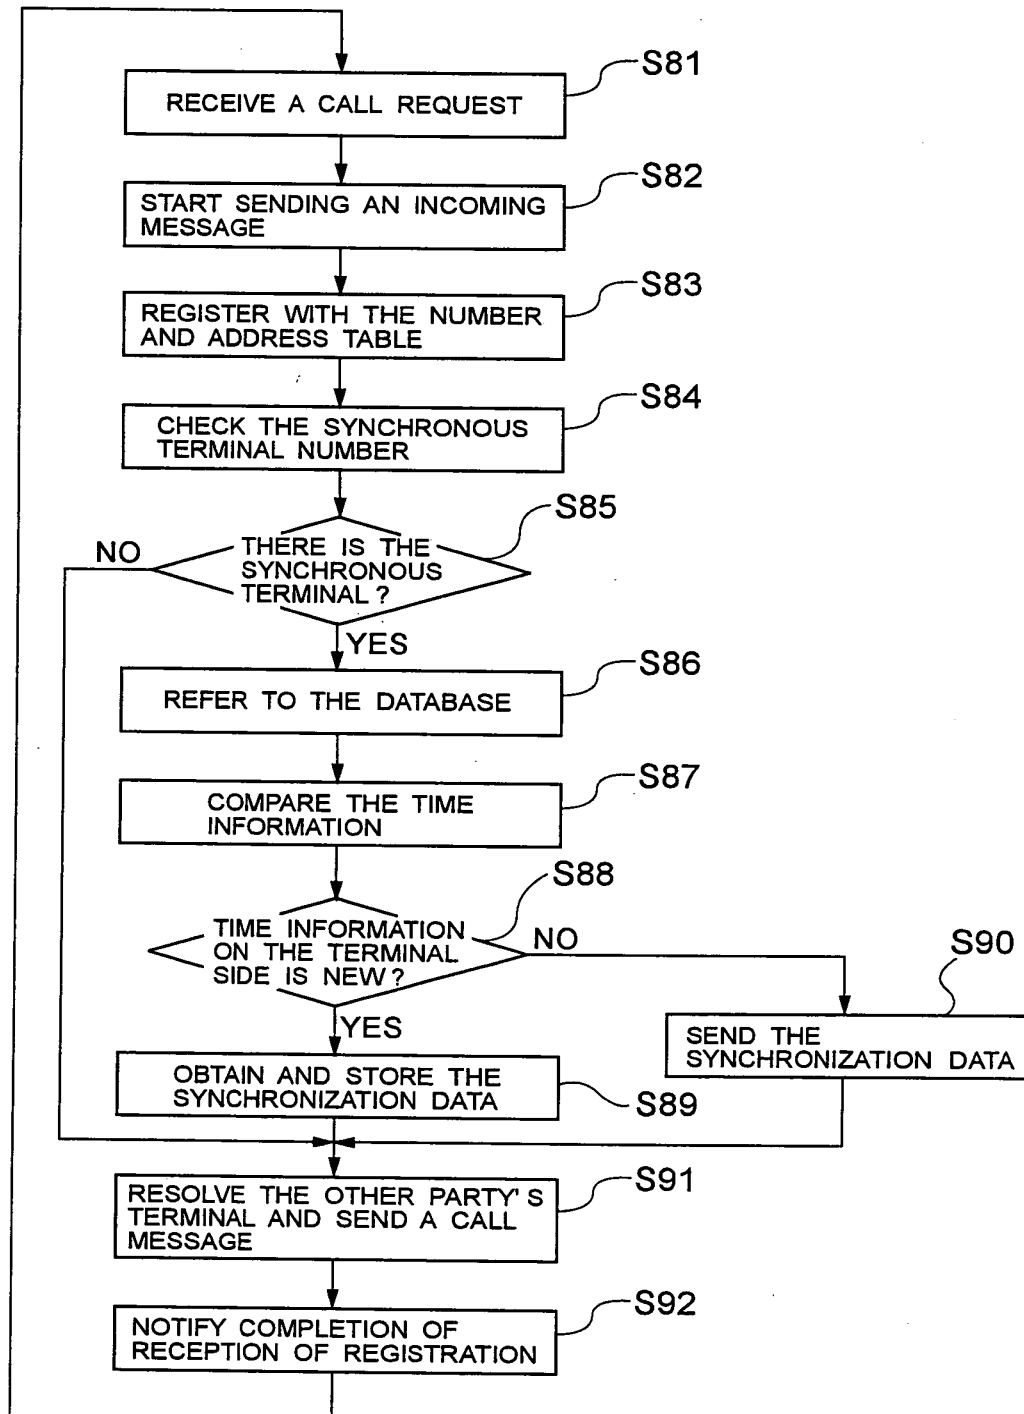 S81
RECEIVE A CALL REQUEST
S82
START SENDING AN INCOMING
MESSAGE
S83
REGISTER WITH THE NUMBER
AND ADDRESS TABLE
S84
CHECK THE SYNCHRONOUS
TERMINAL NUMBER
S85
NO
THERE IS THE
SYNCHRONOUS
TERMINAL?
YES
S86
REFER TO THE DATABASE
S87
COMPARE THE TIME
INFORMATION
S88
TIME INFORMATION
ON THE TERMINAL
SIDE IS NEW?
NO
S90
YES
SEND THE
SYNCHRONIZATION DATA
OBTAIN AND STORE THE
SYNCHRONIZATION DATA
S89
S91
RESOLVE THE OTHER PARTY'S
TERMINAL AND SEND A CALL
MESSAGE
S92
NOTIFY COMPLETION OF
RECEPTION OF REGISTRATION